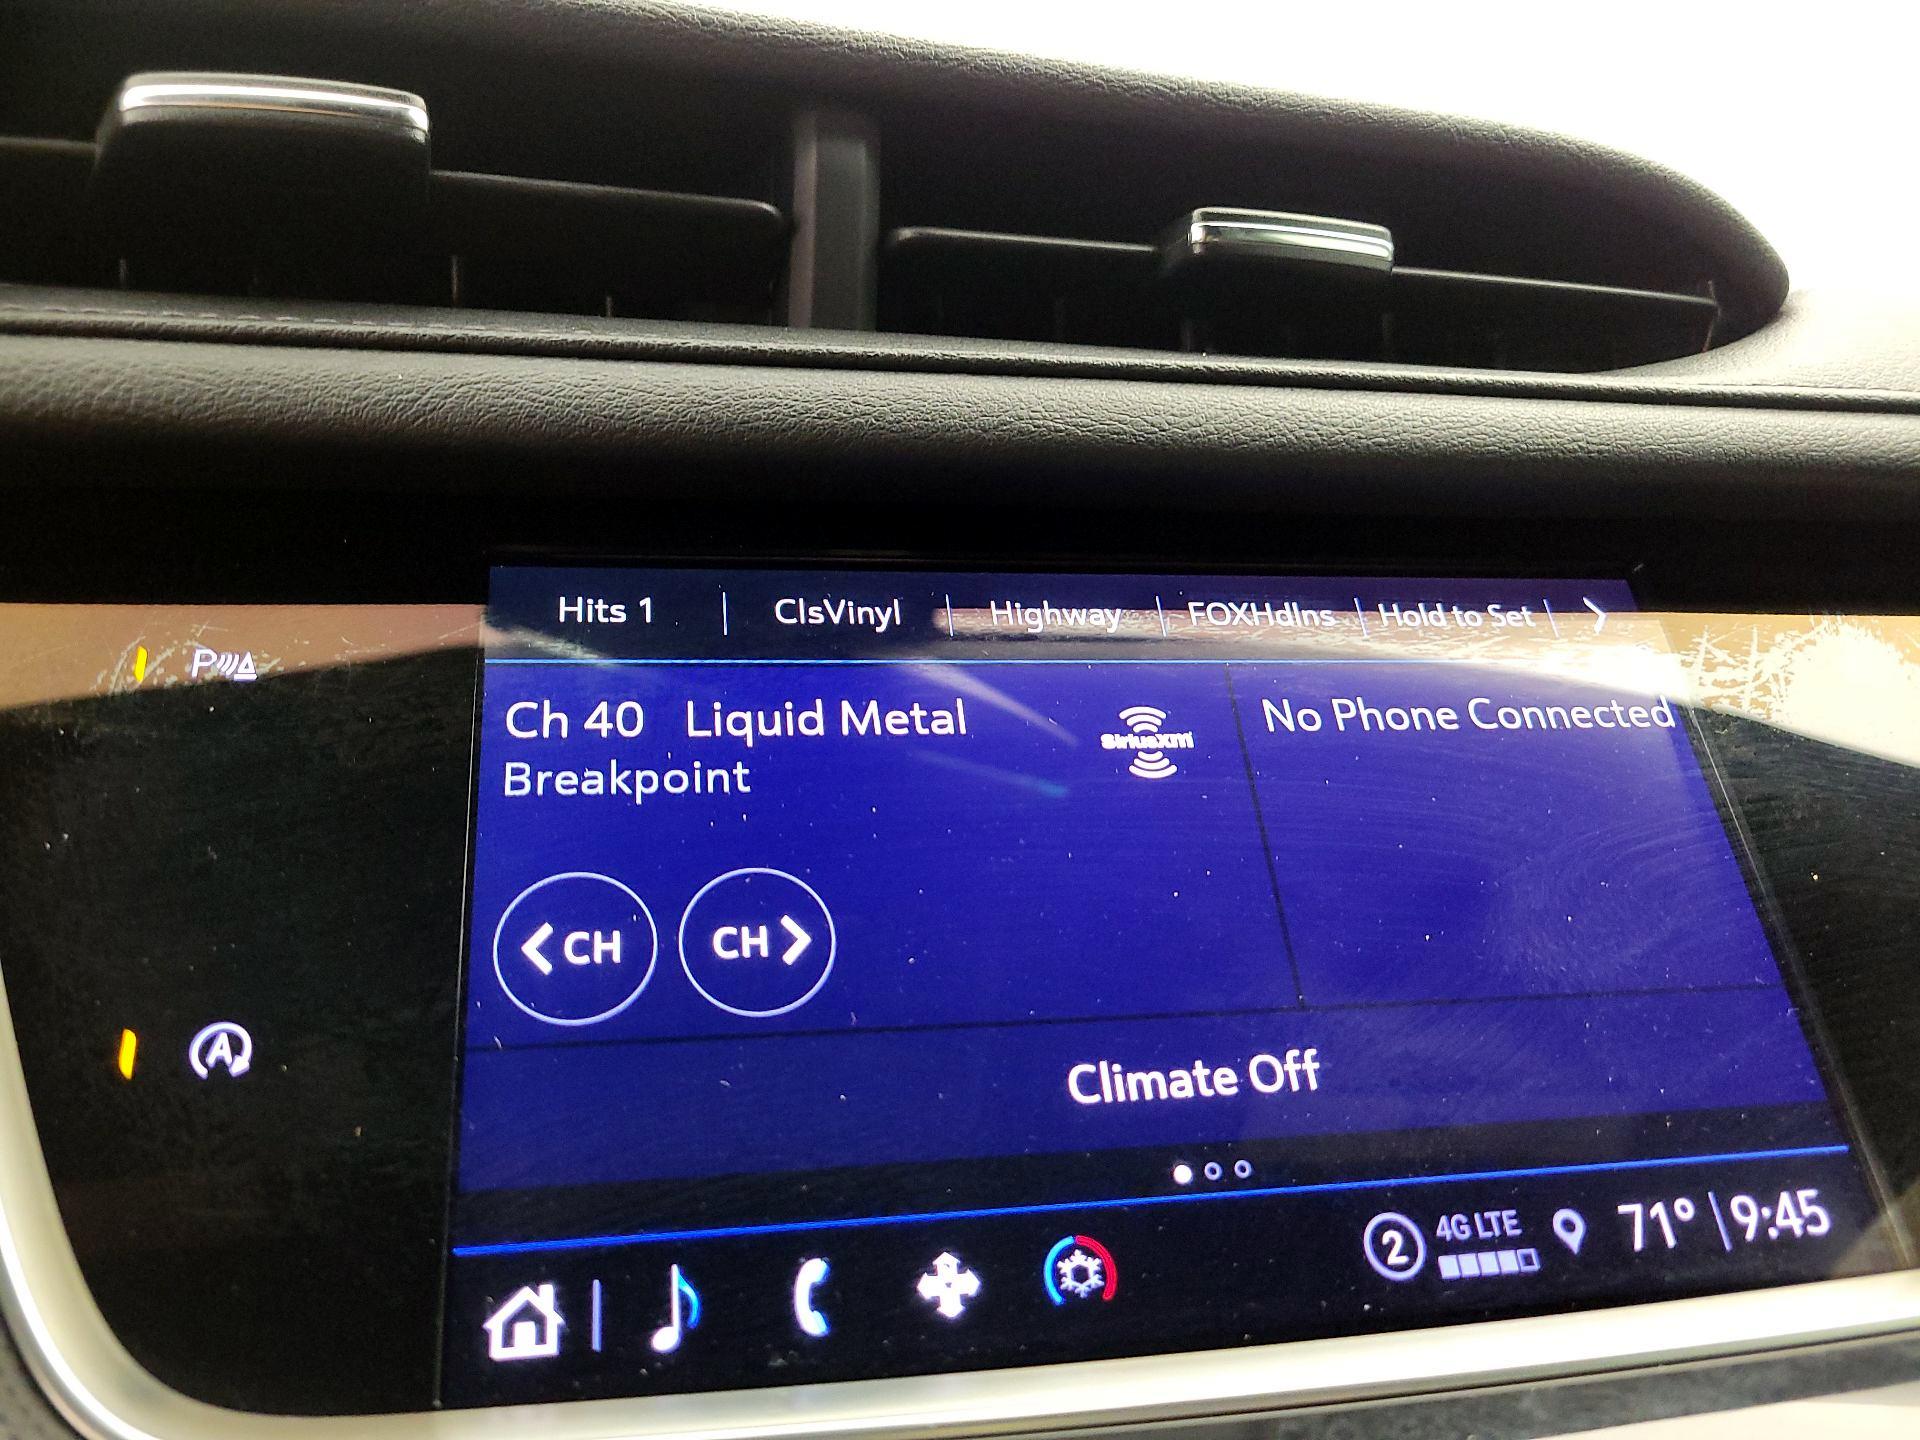 Hits 1 | ClsVinyl | Highway | FOXHdlns | Hold to Set |
P
Ch 40 Liquid Metal
Breakpoint
SiriusXM
No Phone Connected
CH
CH
A
Climate Off
2 4G LTE 71° | 9:45